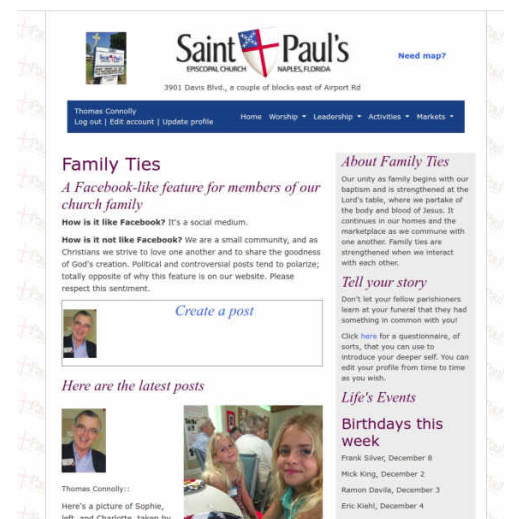 Saint Paul's
EPISCOPAL CHURCH NAPLES, FLORIDA
Need map?
3901 Davis Blvd., a couple of blocks east of Airport Rd
Thomas Connolly
Log out | Edit account | Update profile
Home Worship Leadership Activities Markets
Family Ties
A Facebook-like feature for members of our
church family
How is it like Facebook? It's a social medium.
How is it not like Facebook? We are a small community, and as
Christians we strive to love one another and to share the goodness
of God's creation. Political and controversial posts tend to polarize;
totally opposite of why this feature is on our website. Please
respect this sentiment.
Create a post
Here are the latest posts
Thomas Connolly::
Here's a picture of Sophie,
left, and Charlotte, taken by
About Family Ties
Our unity as family begins with our
baptism and is strengthened at the
Lord's table, where we partake of
the body and blood of Jesus. It
continues in our homes and the
marketplace as we commune with
one another. Family ties are
strengthened when we interact
with each other.
Tell your story
Don't let your fellow parishioners
learn at your funeral that they had
something in common with you!
Click here for a questionnaire, of
sorts, that you can use to
introduce your deeper self. You can
edit your profile from time to time
as you wish.
Life's Events
Birthdays this
week
Frank Silver, December 8
Mick King, December 2
Ramon Davila, December 3
Eric Kiehl, December 4